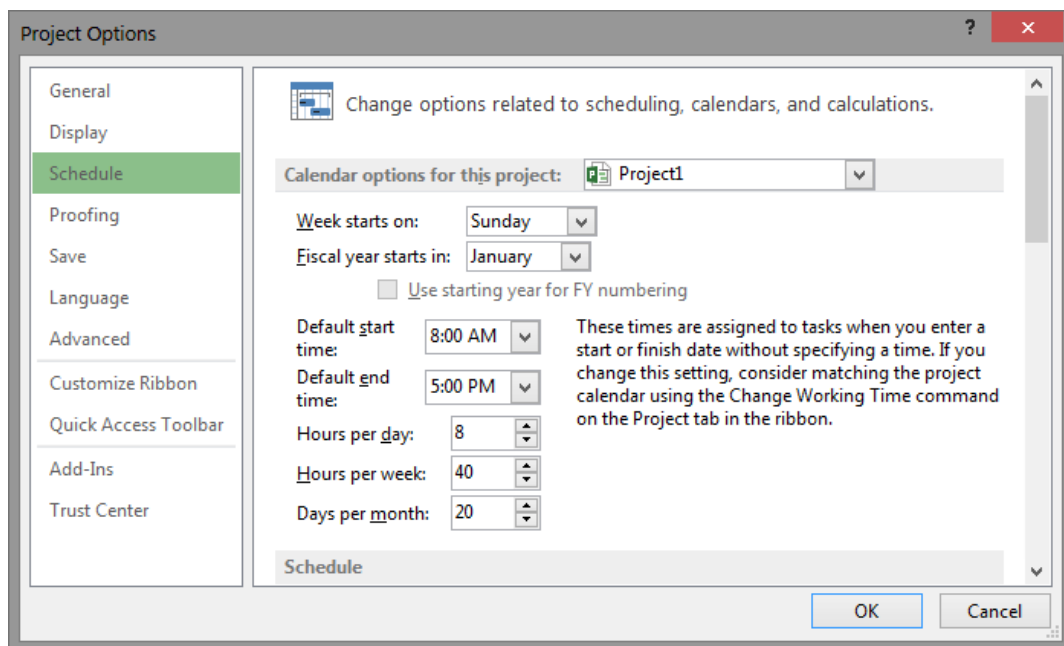 Project Options
?
General
Display
Schedule
Proofing
Save
Language
Advanced
Customize Ribbon
Quick Access Toolbar
Add-Ins
Trust Center
Change options related to scheduling, calendars, and calculations.
Calendar options for this project: Project1
Week starts on: Sunday
Fiscal year starts in: January
Use starting year for FY numbering
Default start
time: 8:00 AM
Default end
time: 5:00 PM
These times are assigned to tasks when you enter a
start or finish date without specifying a time. If you
change this setting, consider matching the project
calendar using the Change Working Time command
on the Project tab in the ribbon.
Hours per day: 8
Hours per week: 40
Days per month: 20
Schedule
OK Cancel